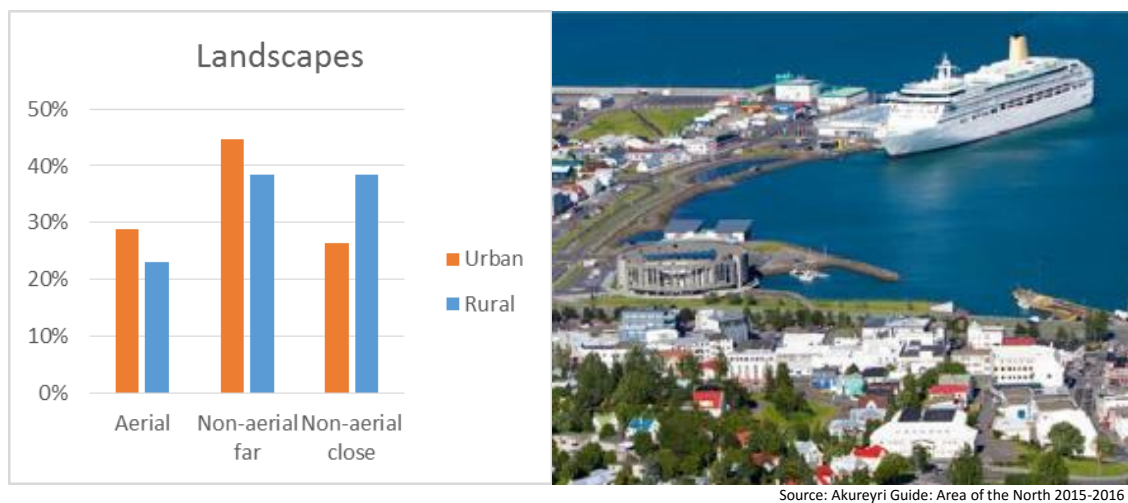 Landscapes
50%
40%
30%
20%
10%
0%
Aerial
Non-aerial
far
Non-aerial
close
Urban
Rural
Source: Akureyri Guide: Area of the North 2015-2016